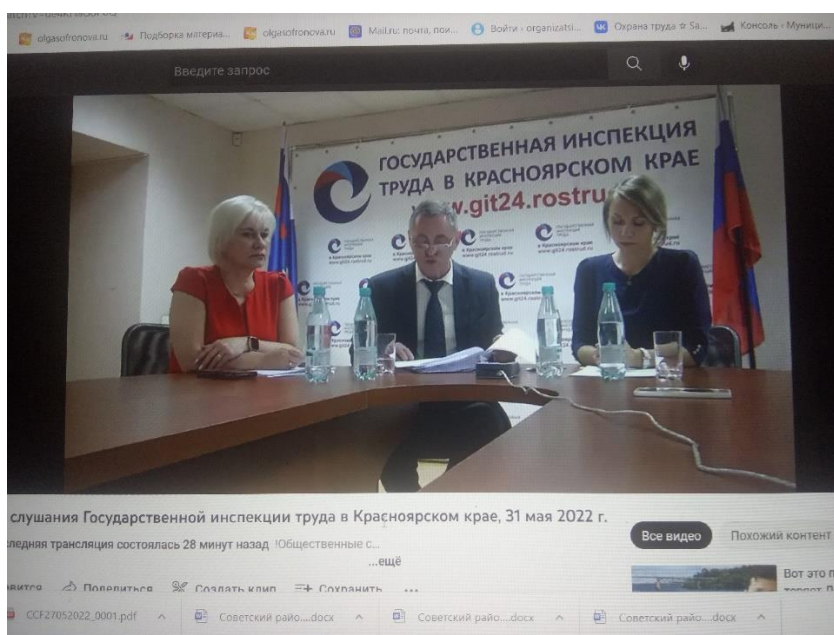 olgasofronova.ru
Подборка материа...
olgasofronova.ru
Mail.ru: почта, пои...
Войти - organizatsi...
Охрана труда ☆ Sa...
Консоль - Муници...
Введите запрос
ГОСУДАРСТВЕННАЯ ИНСПЕКЦИЯ
ТРУДА В КРАСНОЯРСКОМ КРАЕ
www.git24.rostru
слушания Государственной инспекции труда в Красноярском крае, 31 мая 2022 г.
следняя трансляция состоялась 28 минут назад !Общественные с...
...ещё
Все видео
Похожий контент
вится
Поделиться
Создать клип
Сохранить
...
Вот это п
CCF27052022_0001.pdf
Советский райо....docx
Советский райо....docx
Советский райо....docx